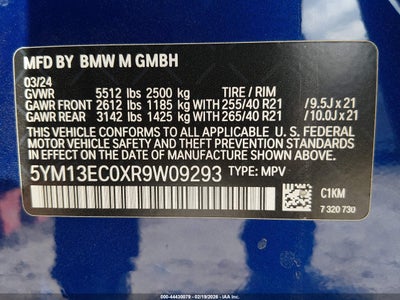 MFD BY BMW M GMBH
03/24
GVWR 5512 lbs 2500 kg TIRE / RIM
GAWR FRONT 2612 lbs 1185 kg WITH 255/40 R21 / 9.5J x 21
GAWR REAR 3142 lbs 1425 kg WITH 265/40 R21 / 10.0J x 21
THIS VEHICLE CONFORMS TO ALL APPLICABLE U.S. FEDERAL
MOTOR VEHICLE SAFETY, BUMPER, AND THEFT PREVENTION
STANDARDS IN EFFECT ON THE DATE OF MANUFACTURE
SHOWN ABOVE.
5YM13EC0XR9W09293 TYPE: MPV
C1KM
7 320 730
044: 44430079 - 02/19/2026 - IAA, Inc.